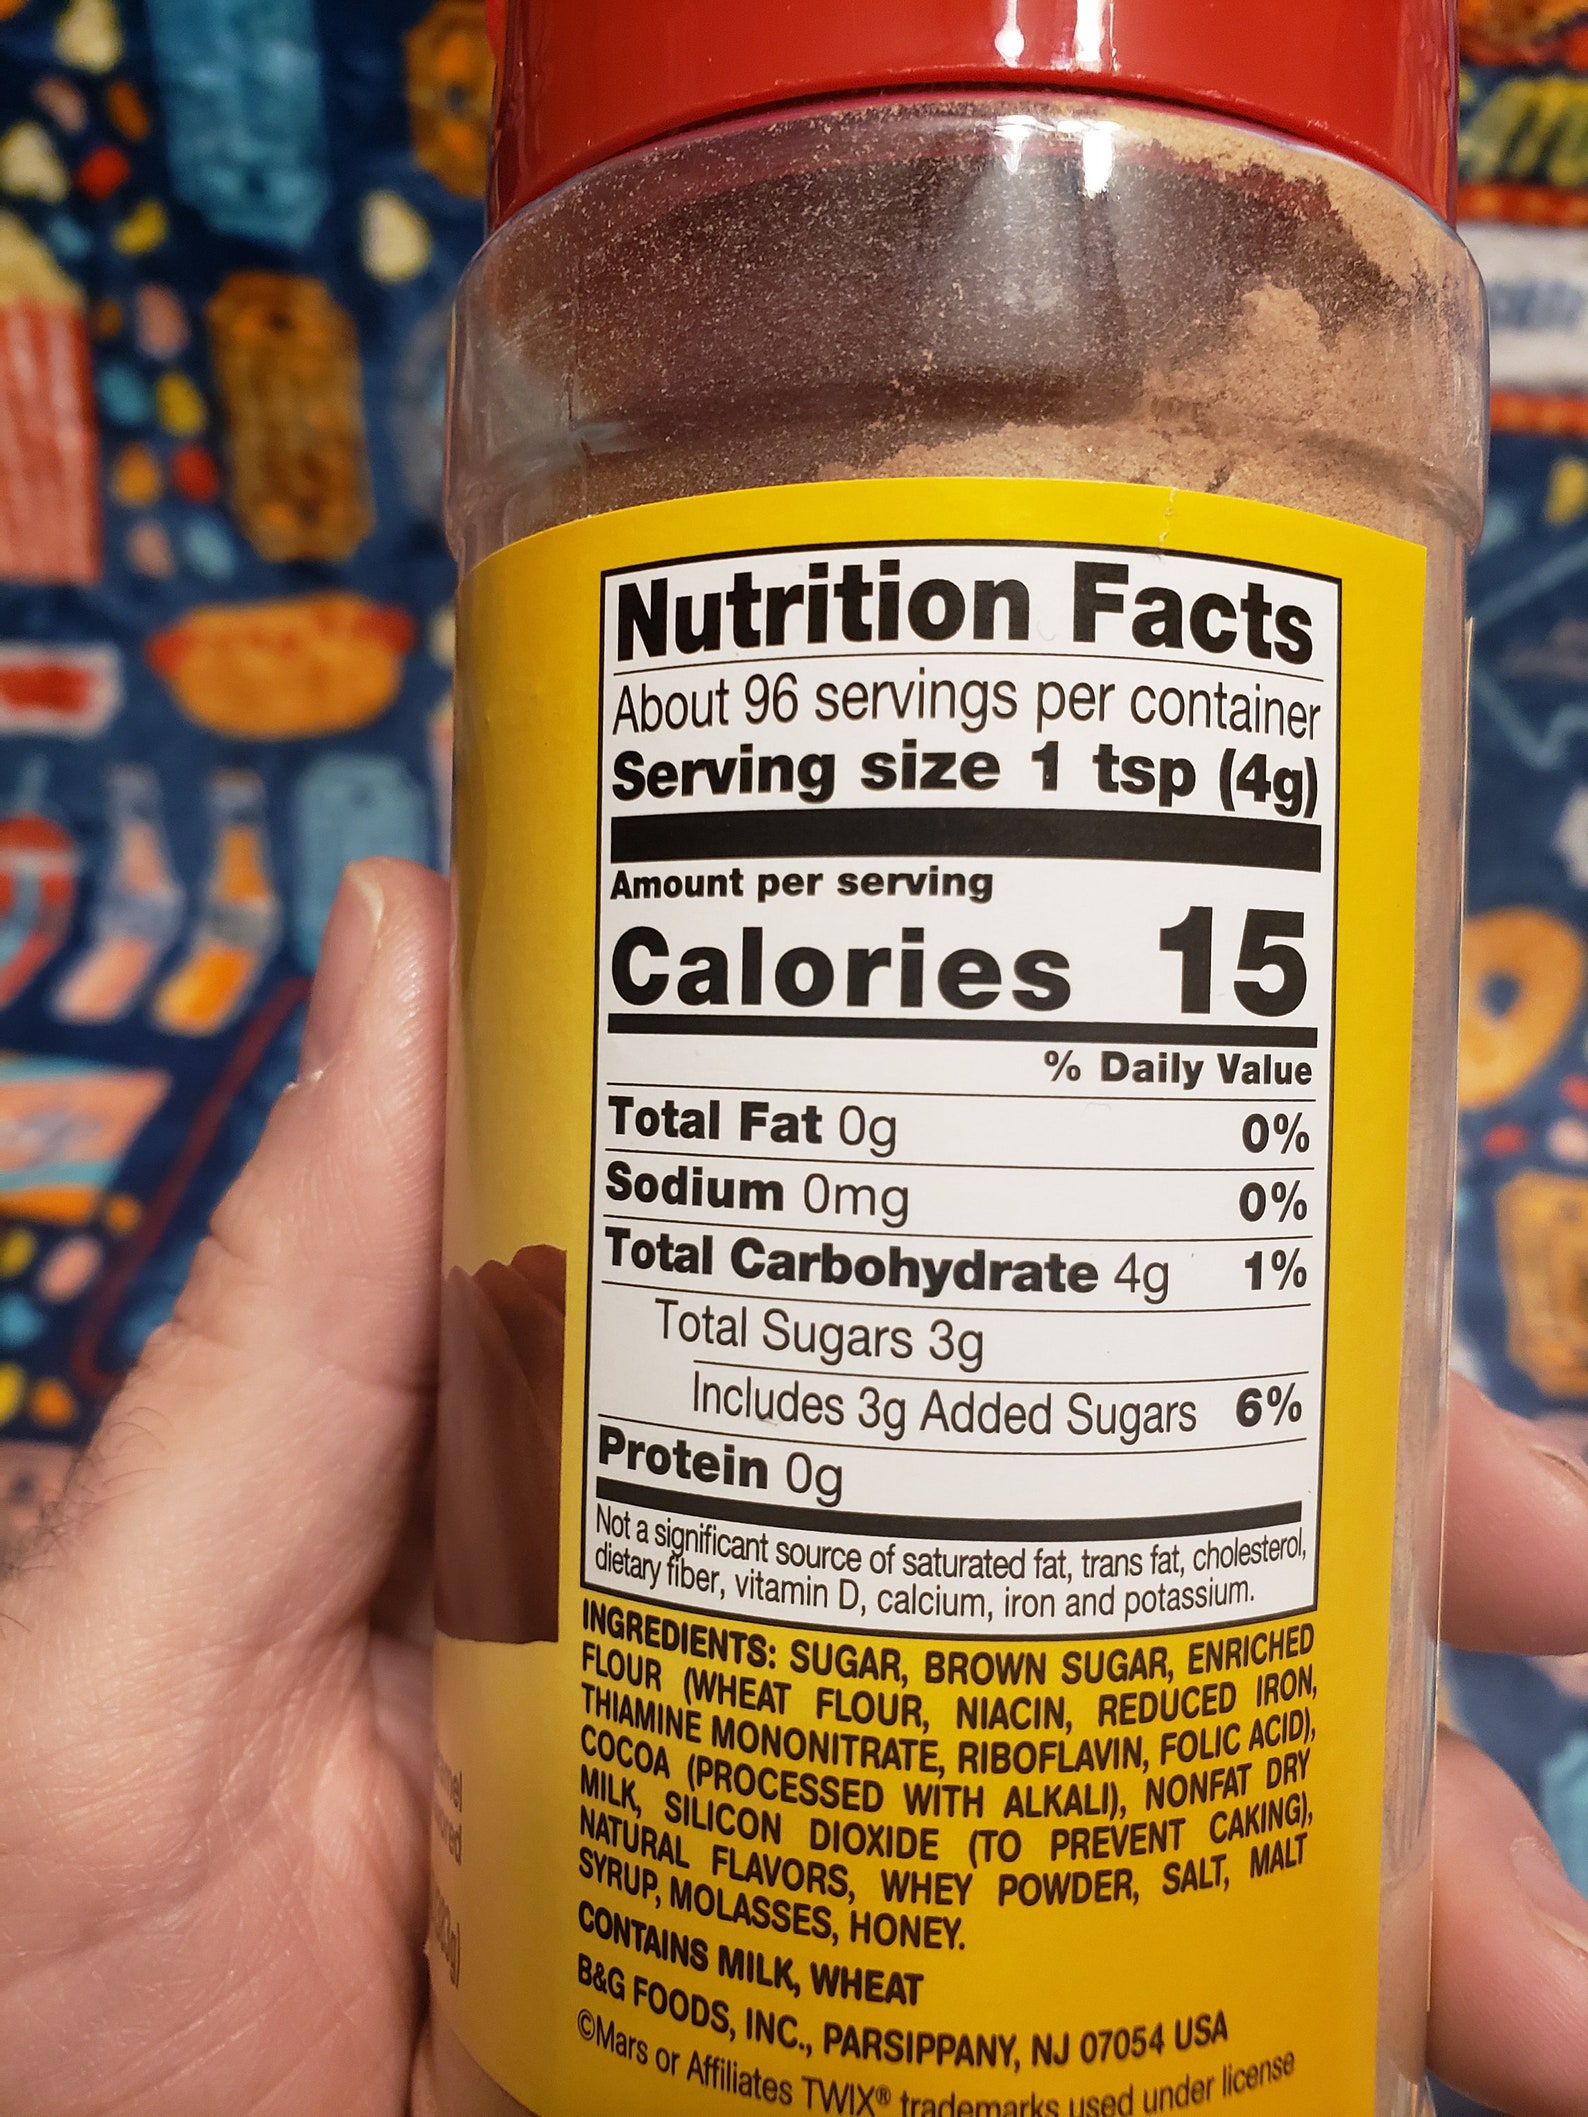 Nutrition Facts
About 96 servings per container
Serving size 1 tsp (4g)
Amount per serving
Calories 15
% Daily Value
Total Fat 0g 0%
Sodium 0mg 0%
Total Carbohydrate 4g 1%
Total Sugars 3g
Includes 3g Added Sugars 6%
Protein 0g
Not a significant source of saturated fat, trans fat, cholesterol,
dietary fiber, vitamin D, calcium, iron and potassium.
INGREDIENTS: SUGAR, BROWN SUGAR, ENRICHED
FLOUR (WHEAT FLOUR, NIACIN, REDUCED IRON,
THIAMINE MONONITRATE, RIBOFLAVIN, FOLIC ACID),
COCOA (PROCESSED WITH ALKALI), NONFAT DRY
MILK, SILICON DIOXIDE (TO PREVENT CAKING),
NATURAL FLAVORS, WHEY POWDER, SALT, MALT
SYRUP, MOLASSES, HONEY.
CONTAINS MILK, WHEAT
B&G FOODS, INC., PARSIPPANY, NJ 07054 USA
©Mars or Affiliates TWIX® trademarks used under license